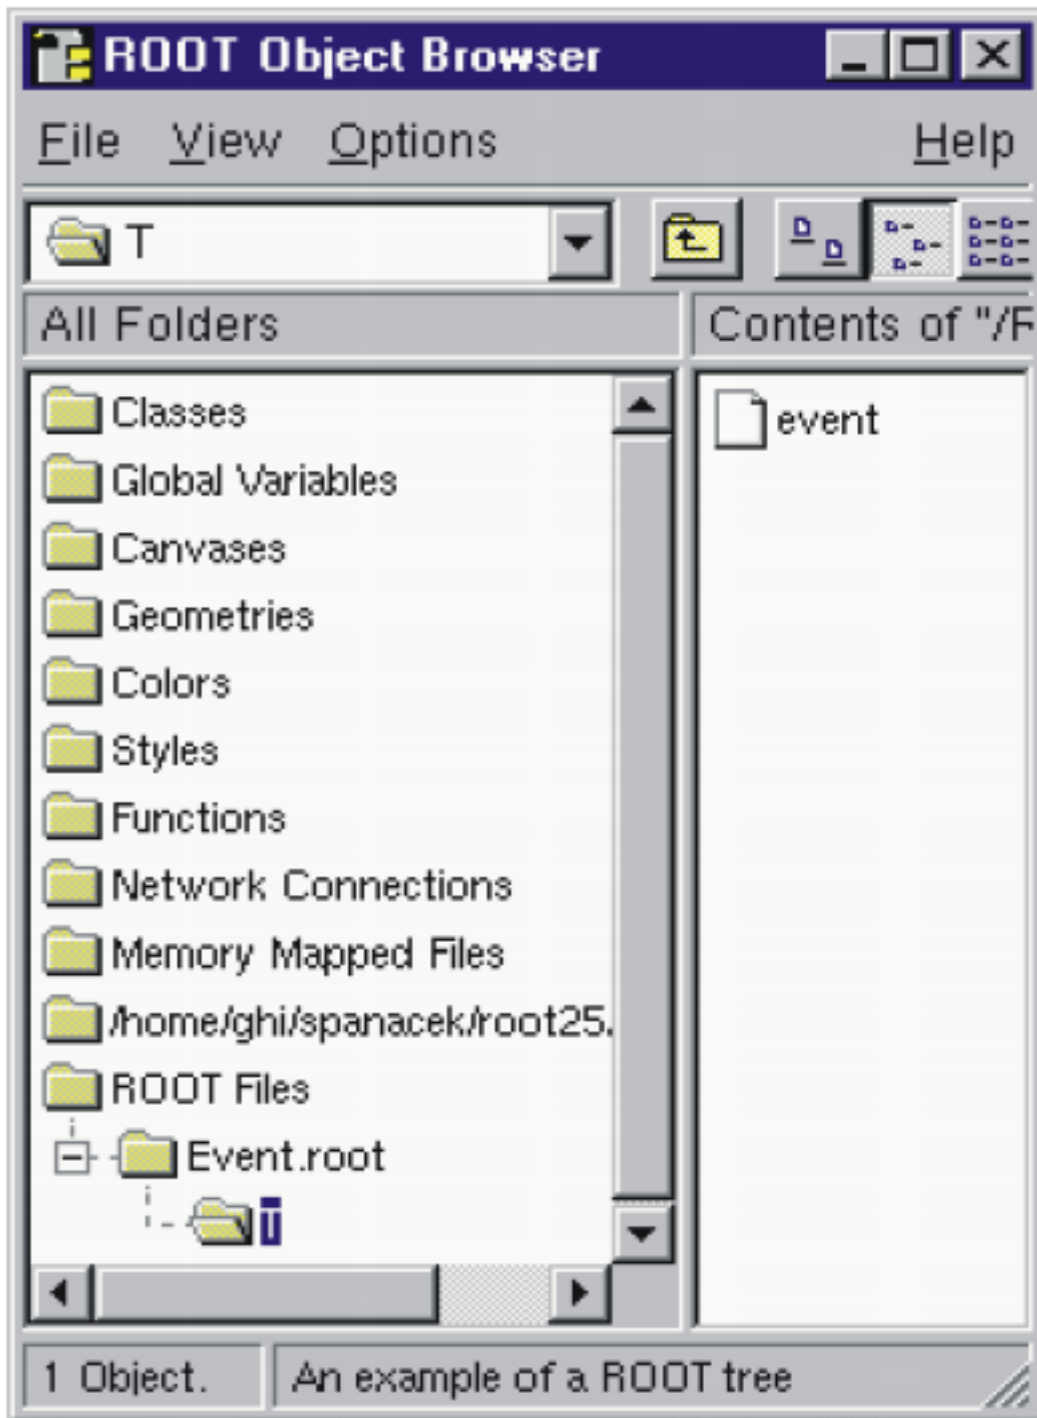 ROOT Object Browser
File View Options Help
T
All Folders
Contents of "/R
Classes
event
Global Variables
Canvases
Geometries
Colors
Styles
Functions
Network Connections
Memory Mapped Files
/home/ghi/spanacek/root25.
ROOT Files
Event.root
T
1 Object.
An example of a ROOT tree